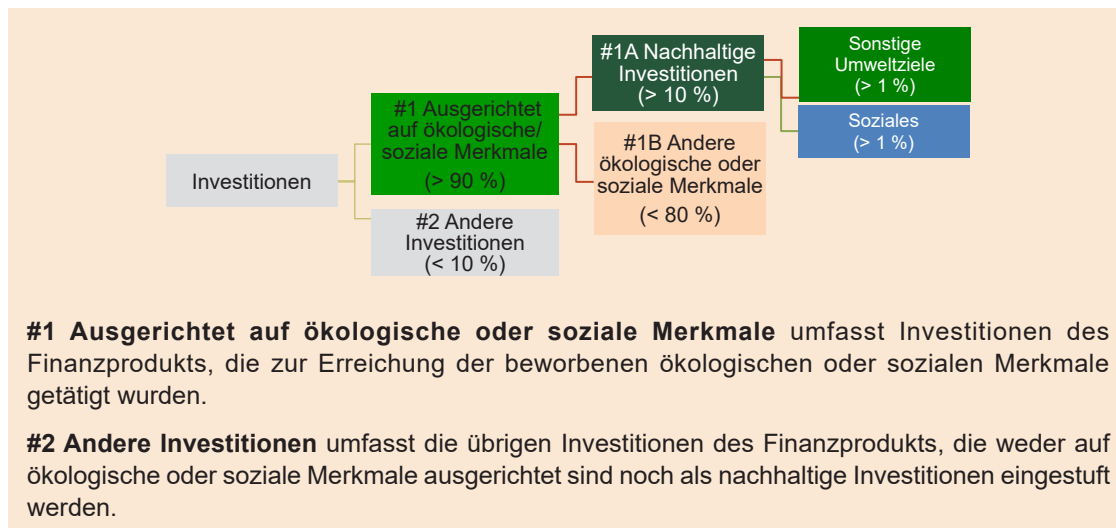 Investitionen
#1 Ausgerichtet
auf ökologische/
soziale Merkmale
(> 90 %)
#2 Andere
Investitionen
(< 10 %)
#1A Nachhaltige
Investitionen
(> 10 %)
#1B Andere
ökologische oder
soziale Merkmale
(< 80 %)
Sonstige
Umweltziele
(> 1 %)
Soziales
(> 1 %)
#1 Ausgerichtet auf ökologische oder soziale Merkmale umfasst Investitionen des
Finanzprodukts, die zur Erreichung der beworbenen ökologischen oder sozialen Merkmale
getätigt wurden.
#2 Andere Investitionen umfasst die übrigen Investitionen des Finanzprodukts, die weder auf
ökologische oder soziale Merkmale ausgerichtet sind noch als nachhaltige Investitionen eingestuft
werden.